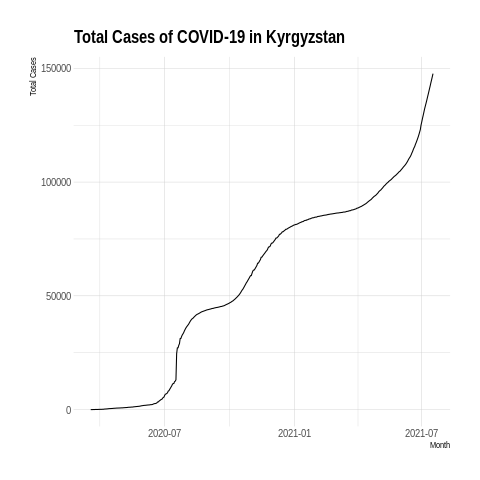 Total Cases of COVID-19 in Kyrgyzstan
Total Cases
150000
100000
50000
0
2020-07
2021-01
2021-07
Month